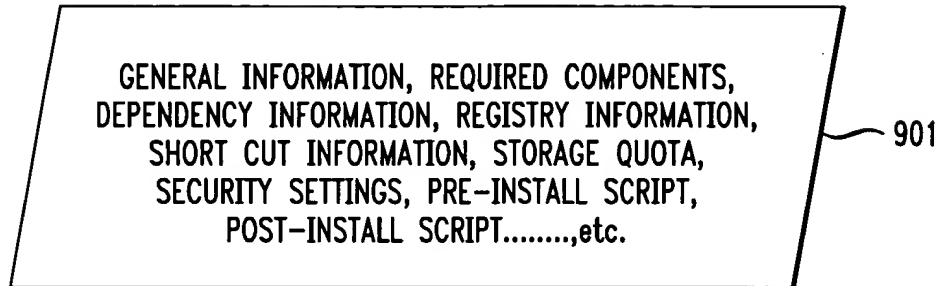 GENERAL INFORMATION, REQUIRED COMPONENTS,
DEPENDENCY INFORMATION, REGISTRY INFORMATION,
SHORT CUT INFORMATION, STORAGE QUOTA,
SECURITY SETTINGS, PRE-INSTALL SCRIPT,
POST-INSTALL SCRIPT........,etc.
901